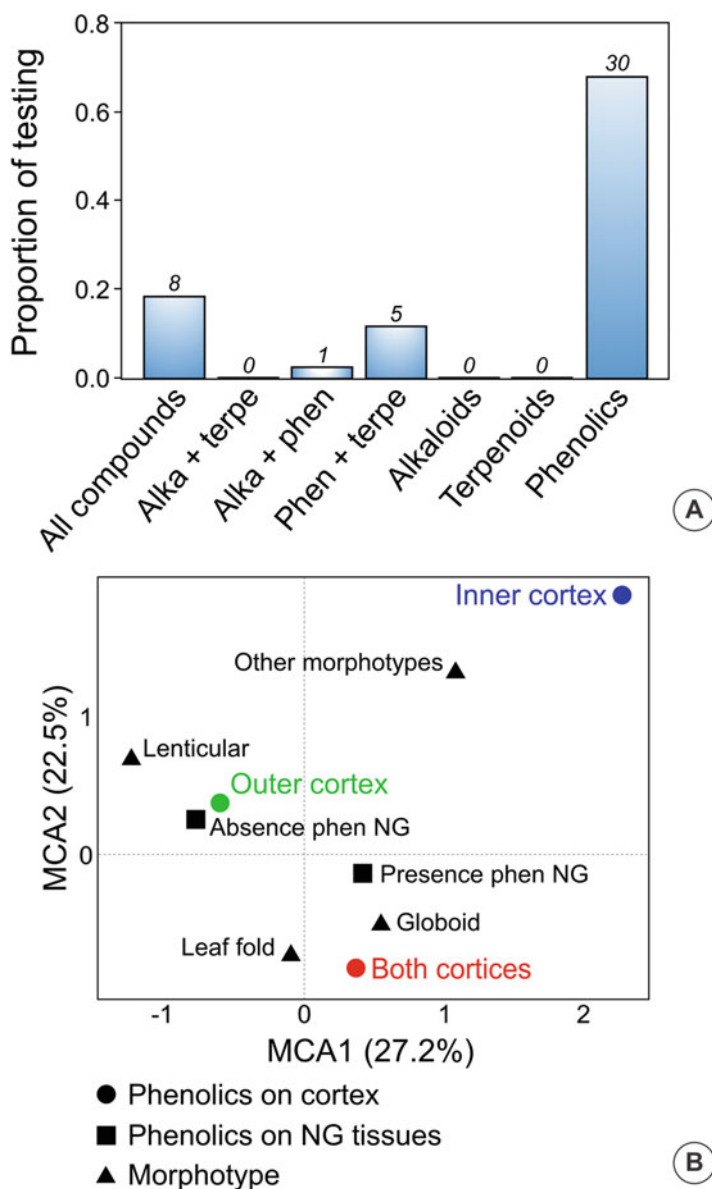 Proportion of testing
0.8
0.6
0.4
0.2
0.0
8
0
1
5
0
0
30
All compounds
Alka + terpe
Alka + phen
Phen + terpe
Alkaloids
Terpenoids
Phenolics
A
Inner cortex
Other morphotypes
Lenticular
Outer cortex
Absence phen NG
Presence phen NG
Globoid
Leaf fold
Both cortices
MCA2 (22.5%)
1
0
-1 0 1 2
MCA1 (27.2%)
Phenolics on cortex
Phenolics on NG tissues
Morphotype
B